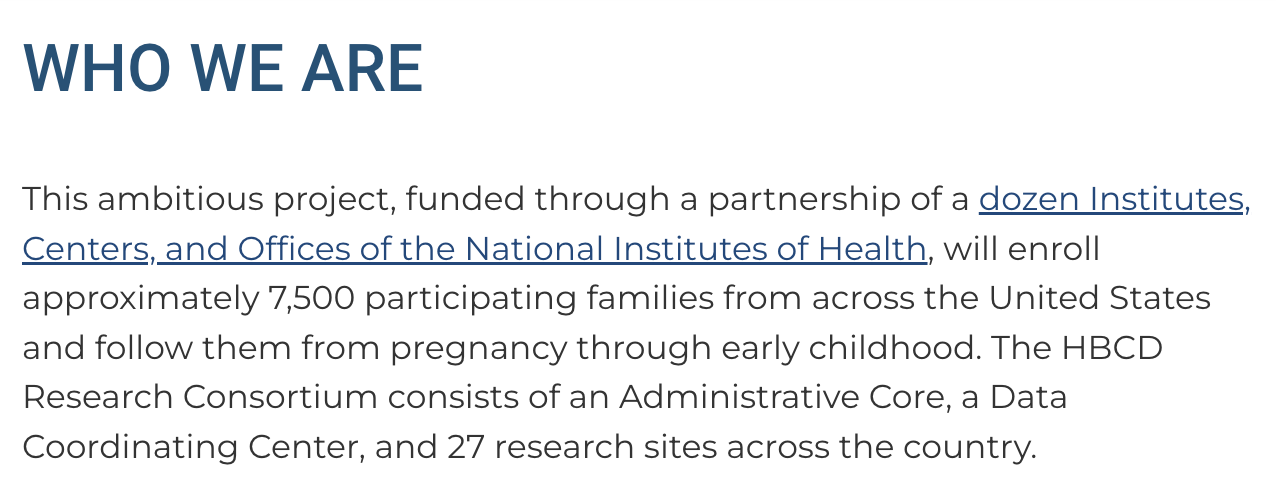 WHO WE ARE
This ambitious project, funded through a partnership of a dozen Institutes,
Centers, and Offices of the National Institutes of Health, will enroll
approximately 7,500 participating families from across the United States
and follow them from pregnancy through early childhood. The HBCD
Research Consortium consists of an Administrative Core, a Data
Coordinating Center, and 27 research sites across the country.